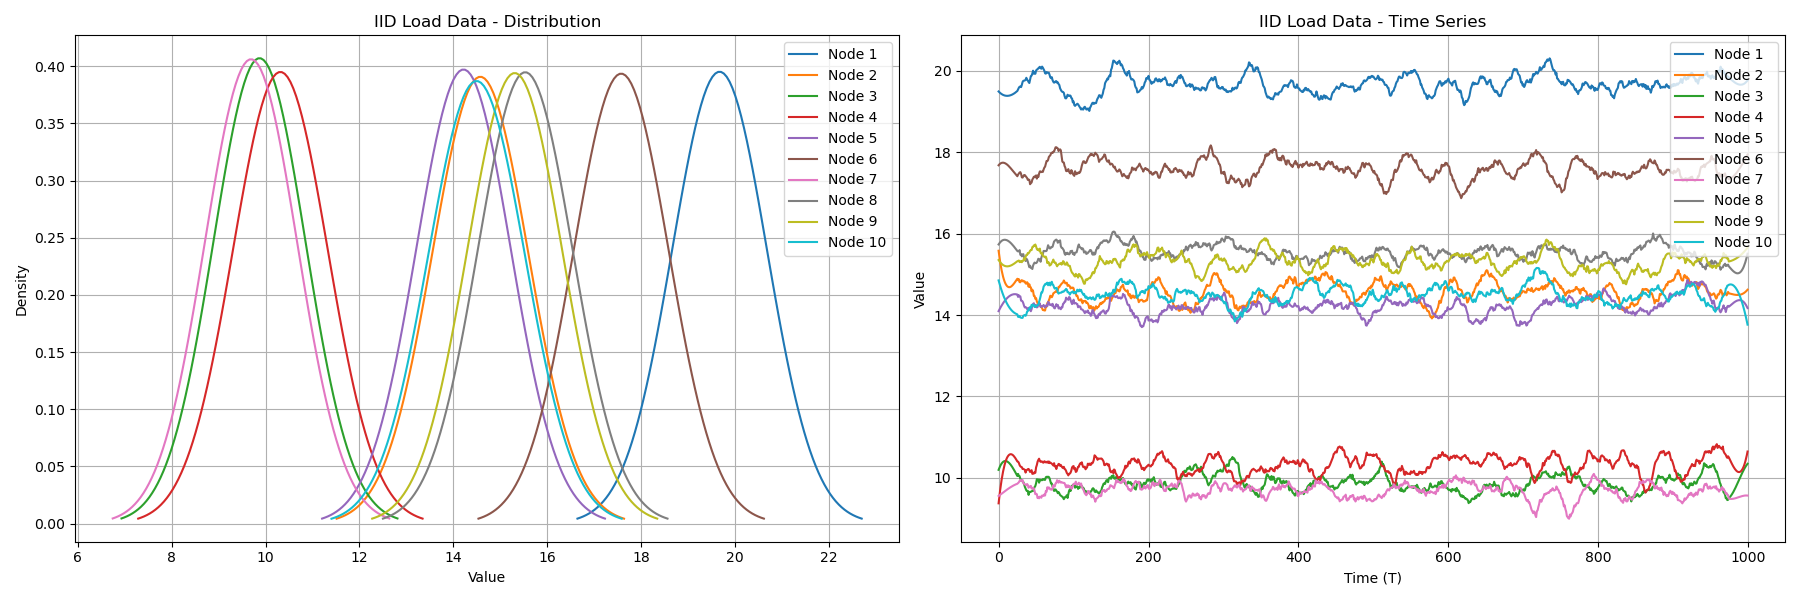 IID Load Data - Distribution
Density
0.40
0.35
0.30
0.25
0.20
0.15
0.10
0.05
0.00
6 8 10 12 14 16 18 20 22
Value
Node 1
Node 2
Node 3
Node 4
Node 5
Node 6
Node 7
Node 8
Node 9
Node 10
IID Load Data - Time Series
Value
20
18
16
14
12
10
0 200 400 600 800 1000
Time (T)
Node 1
Node 2
Node 3
Node 4
Node 5
Node 6
Node 7
Node 8
Node 9
Node 10